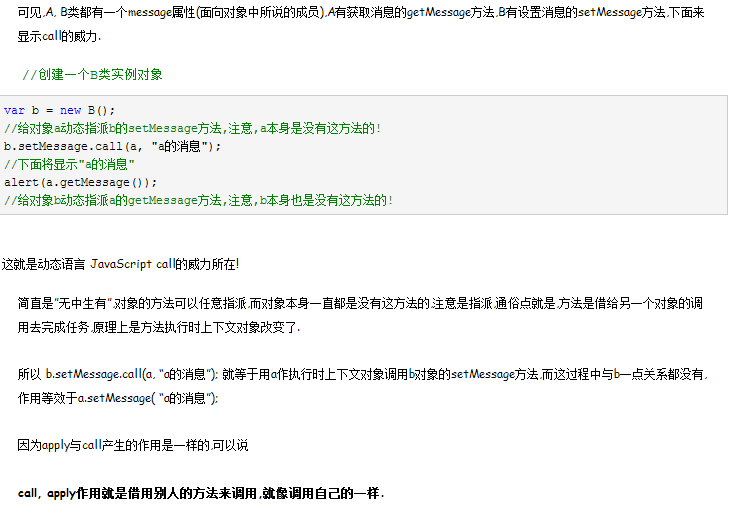 可见,A, B类都有一个message属性(面向对象中所说的成员),A有获取消息的getMessage方法,B有设置消息的setMessage方法,下面来
显示call的威力.
//创建一个B类实例对象
var b = new B();
//给对象a动态指派b的setMessage方法,注意,a本身是没有这方法的!
b.setMessage.call(a, "a的消息");
//下面将显示"a的消息"
alert(a.getMessage());
//给对象b动态指派a的getMessage方法,注意,b本身也是没有这方法的!
这就是动态语言 JavaScript call的威力所在!
简直是"无中生有",对象的方法可以任意指派,而对象本身一直都是没有这方法的,注意是指派,通俗点就是,方法是借给另一个对象的调
用去完成任务,原理上是方法执行时上下文对象改变了.
所以 b.setMessage.call(a, "a的消息"); 就等于用a作执行时上下文对象调用b对象的setMessage方法,而这过程中与b一点关系都没有,
作用等效于a.setMessage( "a的消息");
因为apply与call产生的作用是一样的,可以说
call, apply作用就是借用别人的方法来调用,就像调用自己的一样.